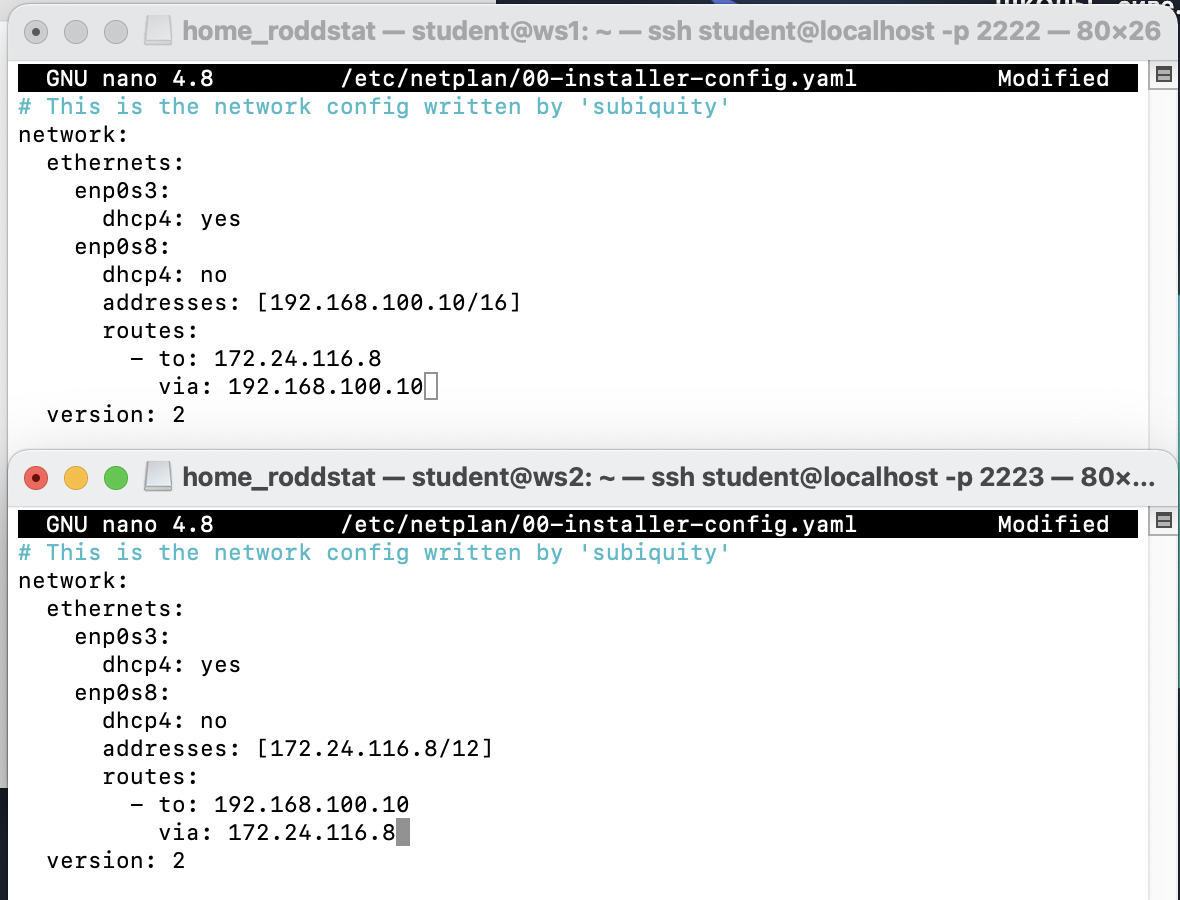 home_roddstat — student@ws1: ~ — ssh student@localhost -p 2222 — 80×26
GNU nano 4.8 /etc/netplan/00-installer-config.yaml Modified
# This is the network config written by 'subiquity'
network:
  ethernets:
    enp0s3:
      dhcp4: yes
    enp0s8:
      dhcp4: no
      addresses: [192.168.100.10/16]
      routes:
        - to: 172.24.116.8
          via: 192.168.100.10
  version: 2
home_roddstat — student@ws2: ~ — ssh student@localhost -p 2223 — 80×...
GNU nano 4.8 /etc/netplan/00-installer-config.yaml Modified
# This is the network config written by 'subiquity'
network:
  ethernets:
    enp0s3:
      dhcp4: yes
    enp0s8:
      dhcp4: no
      addresses: [172.24.116.8/12]
      routes:
        - to: 192.168.100.10
          via: 172.24.116.8
  version: 2